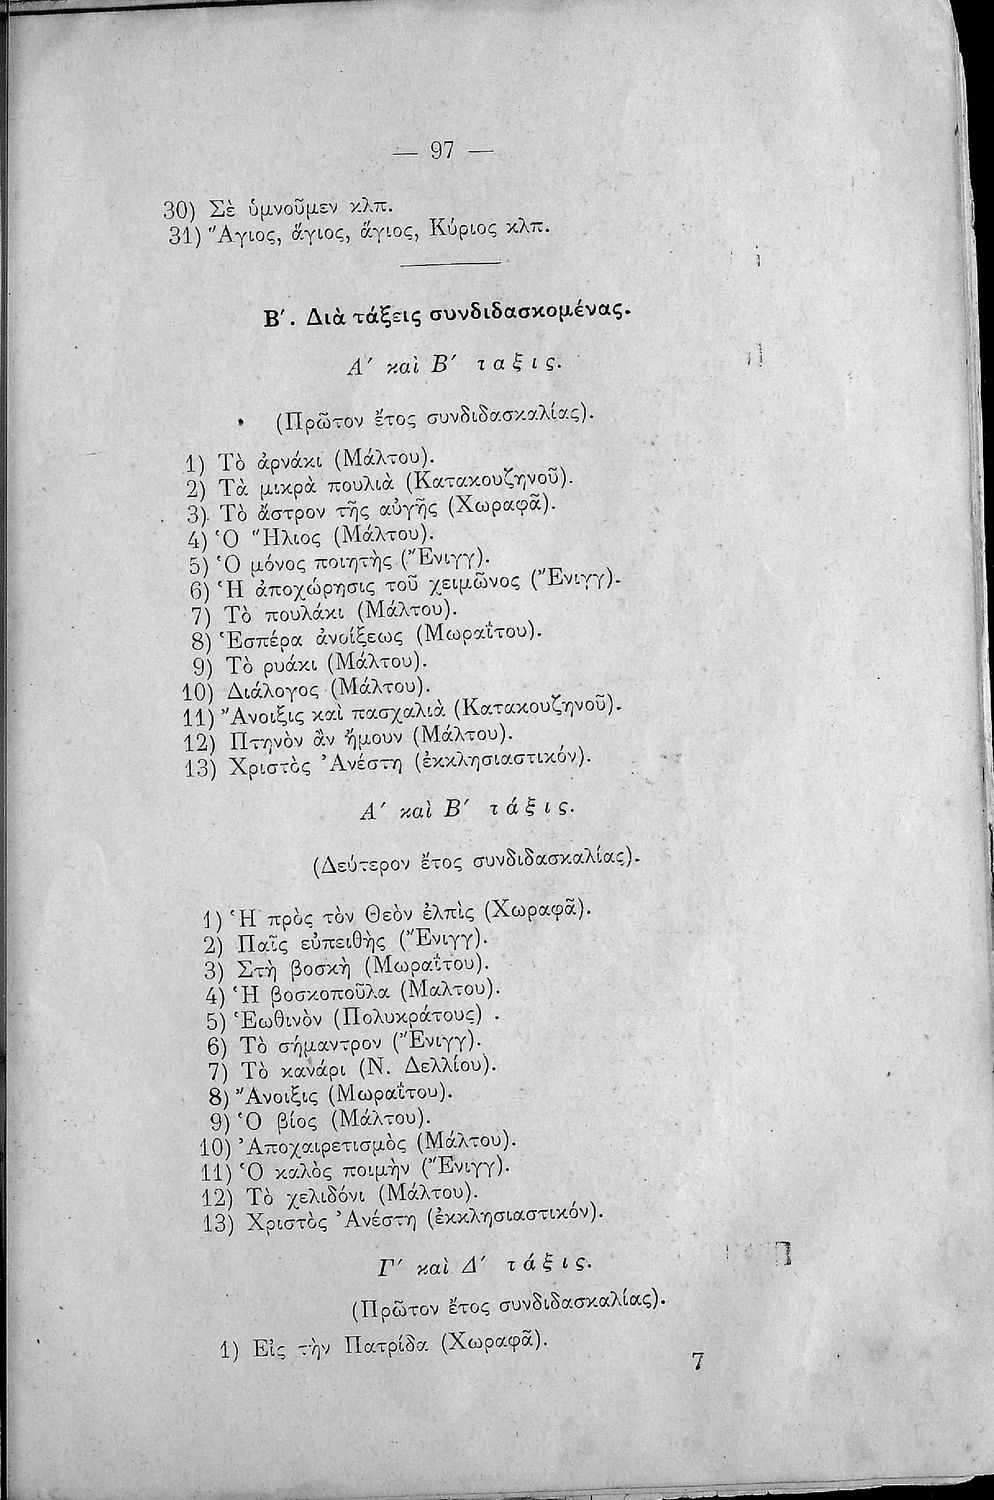 — 97 —
30) Σὲ ὑμνοῦμεν κλπ.
31) Ἅγιος, ἅγιος, ἅγιος, Κύριος κλπ.
Β΄. Διὰ τάξεις συνδιδασκομένας.
Α΄ καὶ Β΄ ταξις.
(Πρῶτον ἔτος συνδιδασκαλίας).
1) Τὸ ἀρνάκι (Μάλτου).
2) Τὰ μικρὰ πουλιὰ (Κατακουζηνοῦ).
3) Τὸ ἄστρον τῆς αὐγῆς (Χωραφᾶ).
4) Ὁ Ἥλιος (Μάλτου).
5) Ὁ μόνος ποιητὴς (Ἔνιγγ).
6) Ἡ ἀποχώρησις τοῦ χειμῶνος (Ἔνιγγ).
7) Τὸ πουλάκι (Μάλτου).
8) Ἑσπέρα ἀνοίξεως (Μωραΐτου).
9) Τὸ ρυάκι (Μάλτου).
10) Διάλογος (Μάλτου).
11) Ἄνοιξις καὶ πασχαλιὰ (Κατακουζηνοῦ).
12) Πτηνὸν ἂν ἤμουν (Μάλτου).
13) Χριστὸς Ἀνέστη (ἐκκλησιαστικόν).
Α΄ καὶ Β΄ τάξις.
(Δεύτερον ἔτος συνδιδασκαλίας).
1) Ἡ πρὸς τὸν Θεὸν ἐλπὶς (Χωραφᾶ).
2) Παῖς εὐπειθὴς (Ἔνιγγ).
3) Στὴ βοσκὴ (Μωραΐτου).
4) Ἡ βοσκοποῦλα (Μαλτου).
5) Ἑωθινὸν (Πολυκράτους) .
6) Τὸ σήμαντρον (Ἔνιγγ).
7) Τὸ κανάρι (Ν. Δελλίου).
8) Ἄνοιξις (Μωραΐτου).
9) Ὁ βίος (Μάλτου).
10) Ἀποχαιρετισμὸς (Μάλτου).
11) Ὁ καλὸς ποιμὴν (Ἔνιγγ).
12) Τὸ χελιδόνι (Μάλτου).
13) Χριστὸς Ἀνέστη (ἐκκλησιαστικόν).
Γ΄ καὶ Δ΄ τάξις.
(Πρῶτον ἔτος συνδιδασκαλίας).
1) Εἰς τὴν Πατρίδα (Χωραφᾶ).
7